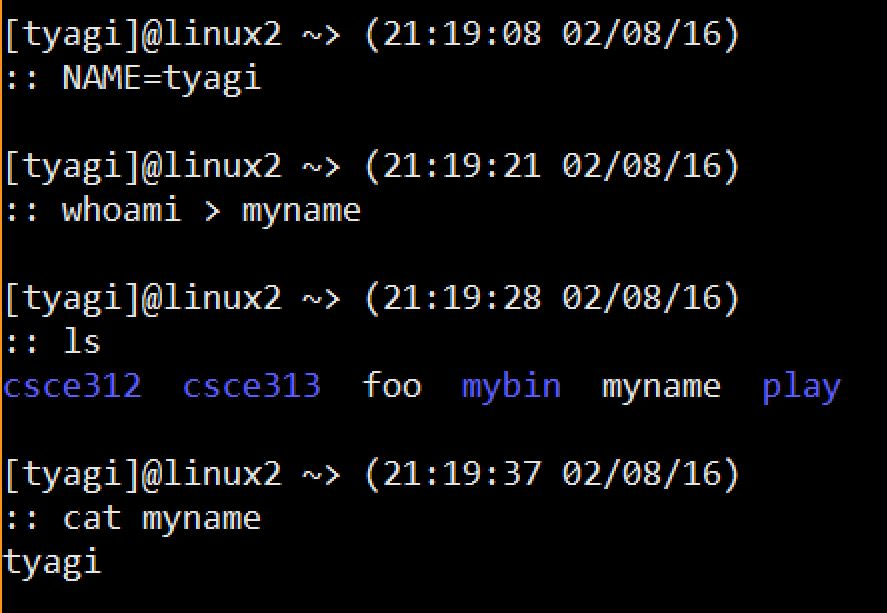 [tyagi]@linux2 ~> (21:19:08 02/08/16)
:: NAME=tyagi
[tyagi]@linux2 ~> (21:19:21 02/08/16)
:: whoami > myname
[tyagi]@linux2 ~> (21:19:28 02/08/16)
:: ls
csce312  csce313  foo  mybin  myname  play
[tyagi]@linux2 ~> (21:19:37 02/08/16)
:: cat myname
tyagi